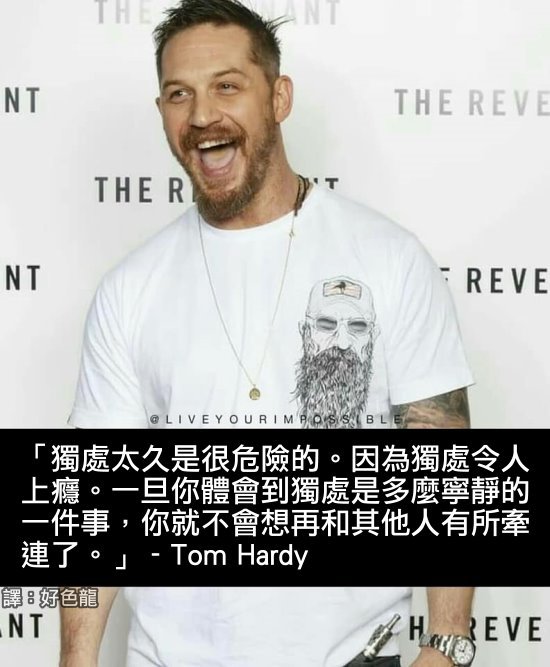 THE REVENANT
NT
THE REVE
THE R
NT
NT
E REVE
@LIVEYOURIMPOSSIBLE
「獨處太久是很危險的。因為獨處令人
上癮。一旦你體會到獨處是多麼寧靜的
一件事，你就不會想再和其他人有所牽
連了。」 - Tom Hardy
譯：好色龍
ANT
H
EVE